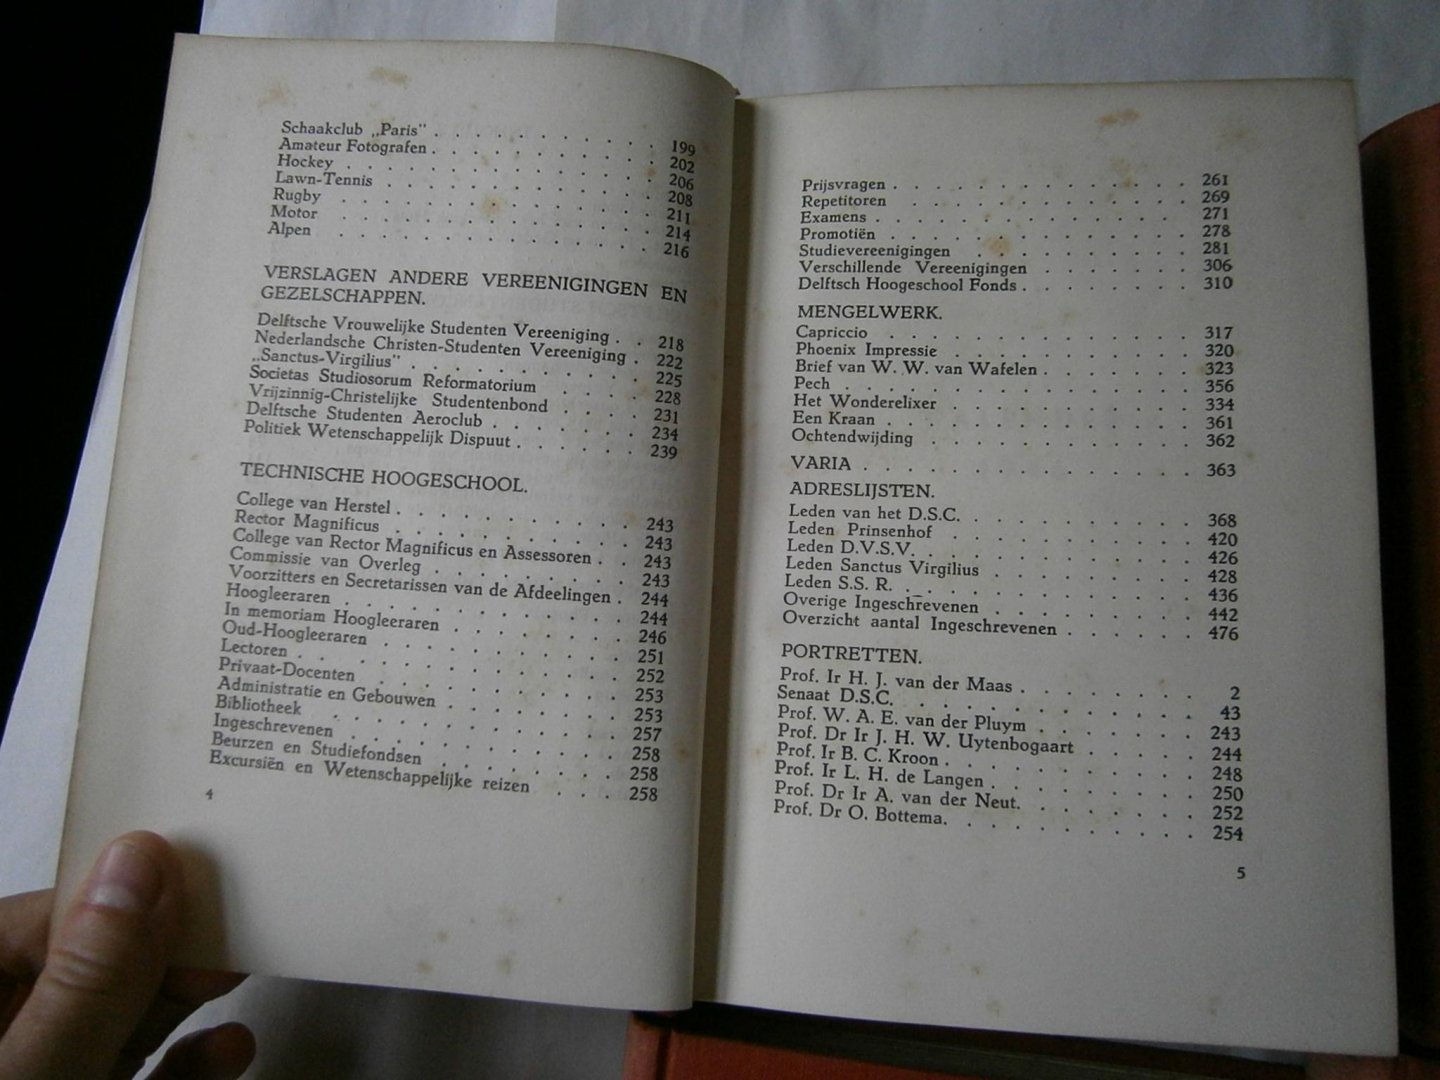 Schaakclub „Paris” . . . . . . . . . . 199
Amateur Fotografen . . . . . . . . . . 202
Hockey . . . . . . . . . . . . 206
Lawn-Tennis . . . . . . . . . . . 208
Rugby . . . . . . . . . . . . 211
Motor . . . . . . . . . . . . 214
Alpen . . . . . . . . . . . . 216
VERSLAGEN ANDERE VEREENIGINGEN EN
GEZELSCHAPPEN.
Delftsche Vrouwelijke Studenten Vereeniging . . 218
Nederlandsche Christen-Studenten Vereeniging . 222
„Sanctus-Virgilius” . . . . . . . . . . 225
Societas Studiosorum Reformatorium . . . . . 228
Vrijzinnig-Christelijke Studentenbond . . . . 231
Delftsche Studenten Aeroclub . . . . . . . 234
Politiek Wetenschappelijk Dispuut . . . . . . 239
TECHNISCHE HOOGESCHOOL.
College van Herstel . . . . . . . . . . 243
Rector Magnificus . . . . . . . . . . 243
College van Rector Magnificus en Assessoren . . 243
Commissie van Overleg . . . . . . . . . 243
Voorzitters en Secretarissen van de Afdeelingen . 244
Hoogleeraren . . . . . . . . . . . 244
In memoriam Hoogleeraren . . . . . . . . 246
Oud-Hoogleeraren . . . . . . . . . . 251
Lectoren . . . . . . . . . . . . 252
Privaat-Docenten . . . . . . . . . . 253
Administratie en Gebouwen . . . . . . . . 253
Bibliotheek . . . . . . . . . . . 257
Ingeschrevenen . . . . . . . . . . . 258
Beurzen en Studiefondsen . . . . . . . . 258
Excursiën en Wetenschappelijke reizen . . . 258
4
Prijsvragen . . . . . . . . . . . . 261
Repetitoren . . . . . . . . . . . . 269
Examens . . . . . . . . . . . . . 271
Promotiën . . . . . . . . . . . . 278
Studievereenigingen . . . . . . . . . . 281
Verschillende Vereenigingen . . . . . . . 306
Delftsch Hoogeschool Fonds . . . . . . . . 310
MENGELWERK.
Capriccio . . . . . . . . . . . . 317
Phoenix Impressie . . . . . . . . . . 320
Brief van W. W. van Wafelen . . . . . . . 323
Pech . . . . . . . . . . . . . 356
Het Wonderelixer . . . . . . . . . . 334
Een Kraan . . . . . . . . . . . . 361
Ochtendwijding . . . . . . . . . . . 362
VARIA . . . . . . . . . . . . . 363
ADRESLIJSTEN.
Leden van het D.S.C. . . . . . . . . . 368
Leden Prinsenhof . . . . . . . . . . 420
Leden D.V.S.V. . . . . . . . . . . . 426
Leden Sanctus Virgilius . . . . . . . . 428
Leden S.S. R. . . . . . . . . . . . 436
Overige Ingeschrevenen . . . . . . . . 442
Overzicht aantal Ingeschrevenen . . . . . . 476
PORTRETTEN.
Prof. Ir H. J. van der Maas . . . . . . . . 2
Senaat D.S.C. . . . . . . . . . . . 43
Prof. W. A. E. van der Pluym . . . . . . . 243
Prof. Dr Ir J. H. W. Uytenbogaart . . . . . 244
Prof. Ir B. C. Kroon . . . . . . . . . . 248
Prof. Ir L. H. de Langen . . . . . . . . 250
Prof. Dr Ir A. van der Neut. . . . . . . . 252
Prof. Dr O. Bottema. . . . . . . . . . 254
5